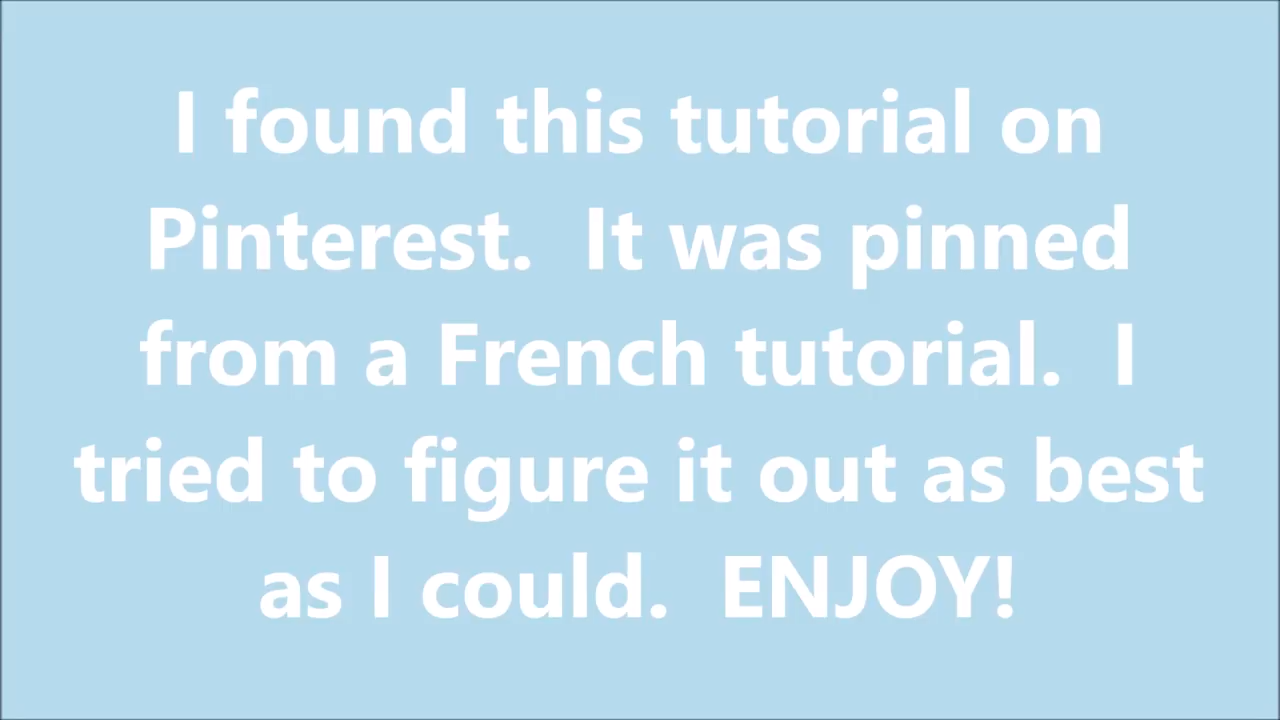 I found this tutorial on
Pinterest.  It was pinned
from a French tutorial.  I
tried to figure it out as best
as I could.  ENJOY!